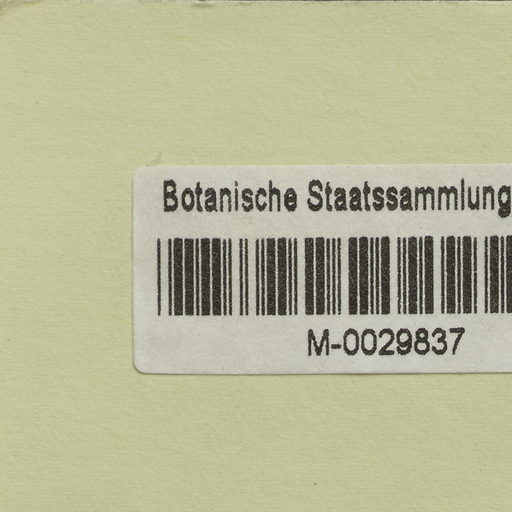 Botanische Staatssammlung
M-0029837